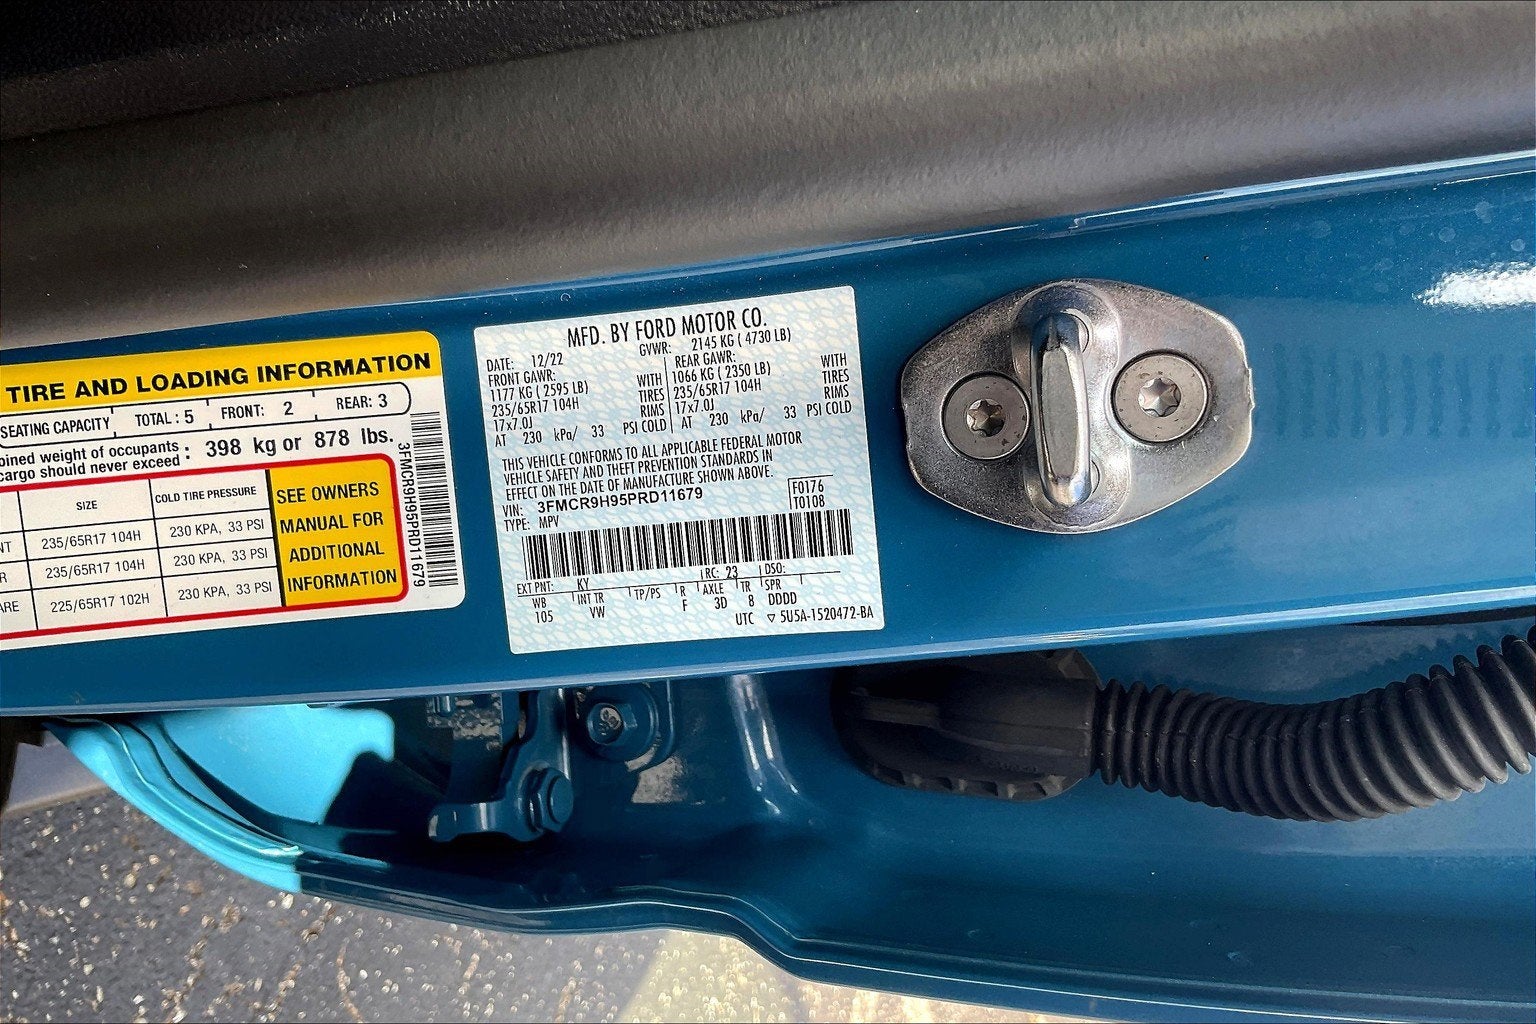 TIRE AND LOADING INFORMATION
SEATING CAPACITY TOTAL : 5 FRONT: 2 REAR: 3
of occupants : 398 kg or 878 lbs.
cargo should never exceed
SIZE COLD TIRE PRESSURE
235/65R17 104H 230 KPA, 33 PSI
235/65R17 104H 230 KPA, 33 PSI
225/65R17 102H 230 KPA, 33 PSI
SEE OWNERS
MANUAL FOR
ADDITIONAL
INFORMATION
3FMCR9H95PRD11679
MFD. BY FORD MOTOR CO.
DATE: 12/22 GVWR: 2145 KG ( 4730 LB)
FRONT GAWR: REAR GAWR:
1177 KG ( 2595 LB) WITH 1066 KG ( 2350 LB) WITH
235/65R17 104H TIRES 235/65R17 104H TIRES
17x7.0J RIMS 17x7.0J RIMS
AT 230 kPa/ 33 PSI COLD AT 230 kPa/ 33 PSI COLD
THIS VEHICLE CONFORMS TO ALL APPLICABLE FEDERAL MOTOR
VEHICLE SAFETY AND THEFT PREVENTION STANDARDS IN
EFFECT ON THE DATE OF MANUFACTURE SHOWN ABOVE.
VIN: 3FMCR9H95PRD11679 F0176
TYPE: MPV T0108
EXT PNT: KY RC: 23 DSO:
WB INT TR TP/PS R AXLE TR SPR
105 VW F 3D 8 DDDD
UTC ▽ 5U5A-1520472-BA